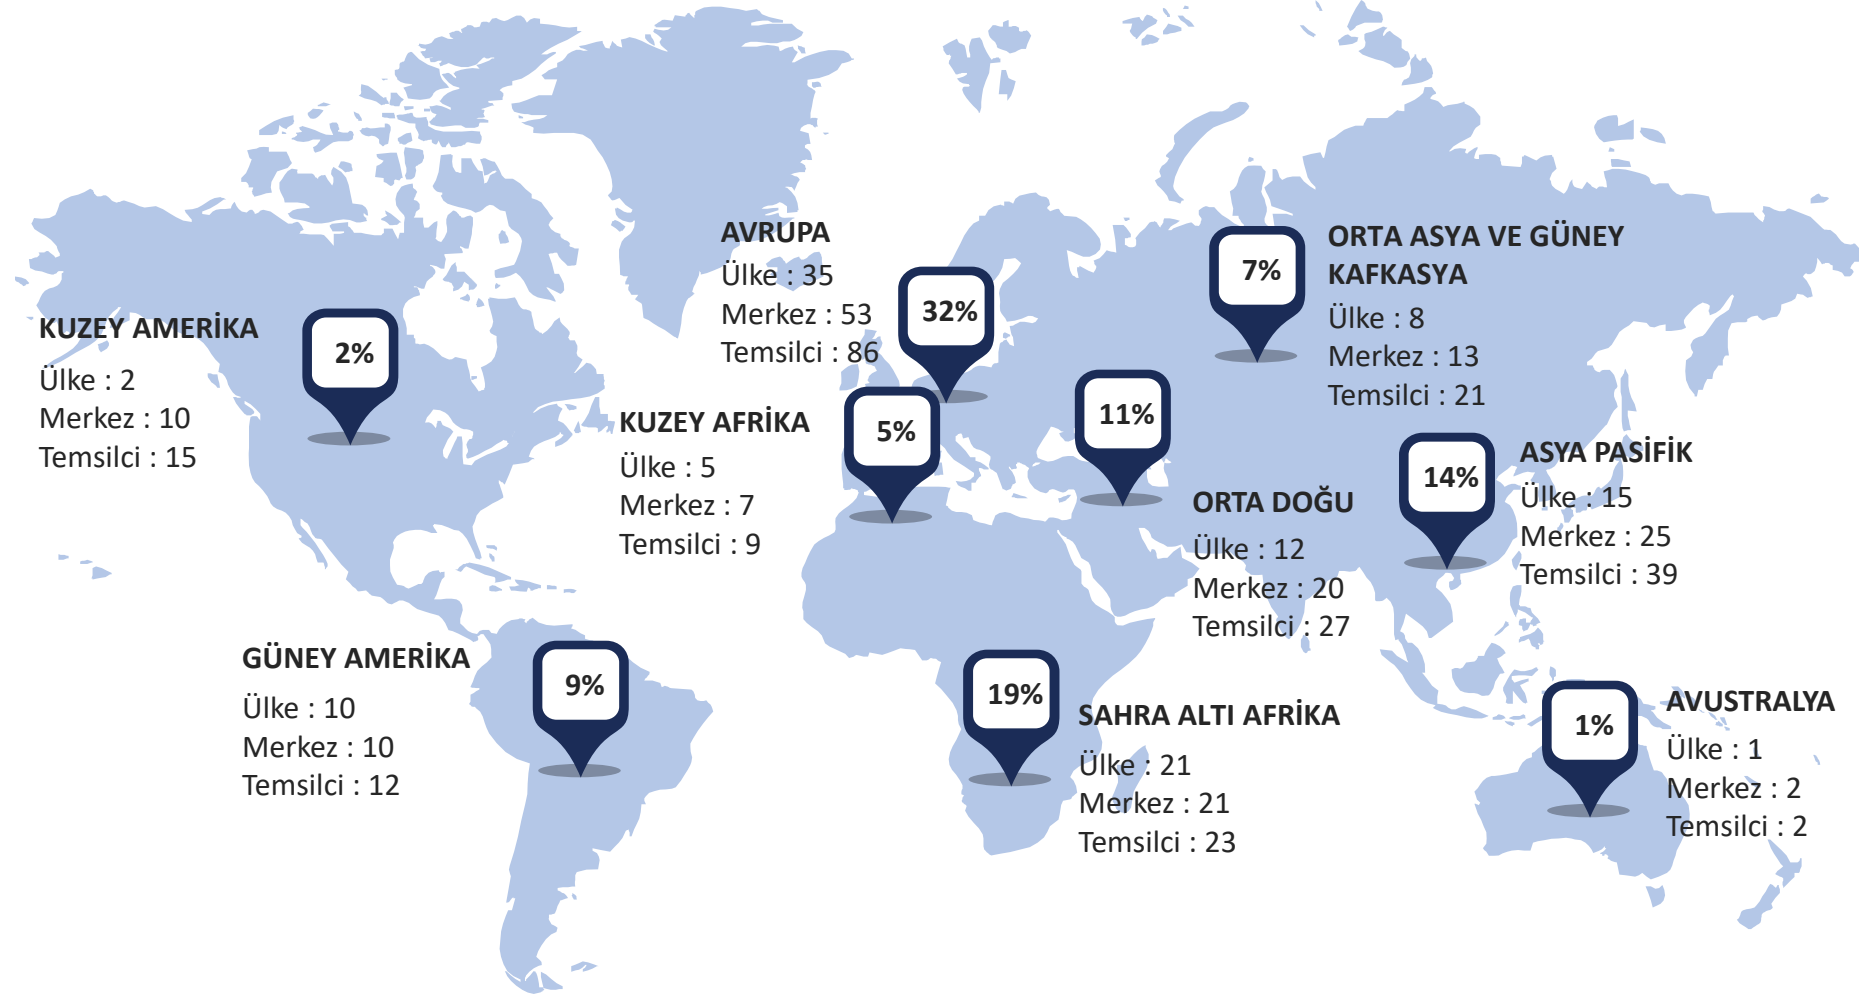 AVRUPA
Ülke : 35
Merkez : 53
Temsilci : 86
32%
7%
ORTA ASYA VE GÜNEY
KAFKASYA
Ülke : 8
Merkez : 13
Temsilci : 21
KUZEY AMERİKA
Ülke : 2
Merkez : 10
Temsilci : 15
2%
KUZEY AFRİKA
Ülke : 5
Merkez : 7
Temsilci : 9
5%
11%
ORTA DOĞU
Ülke : 12
Merkez : 20
Temsilci : 27
14%
ASYA PASİFİK
Ülke : 15
Merkez : 25
Temsilci : 39
GÜNEY AMERİKA
Ülke : 10
Merkez : 10
Temsilci : 12
9%
19%
SAHRA ALTI AFRİKA
Ülke : 21
Merkez : 21
Temsilci : 23
1%
AVUSTRALYA
Ülke : 1
Merkez : 2
Temsilci : 2